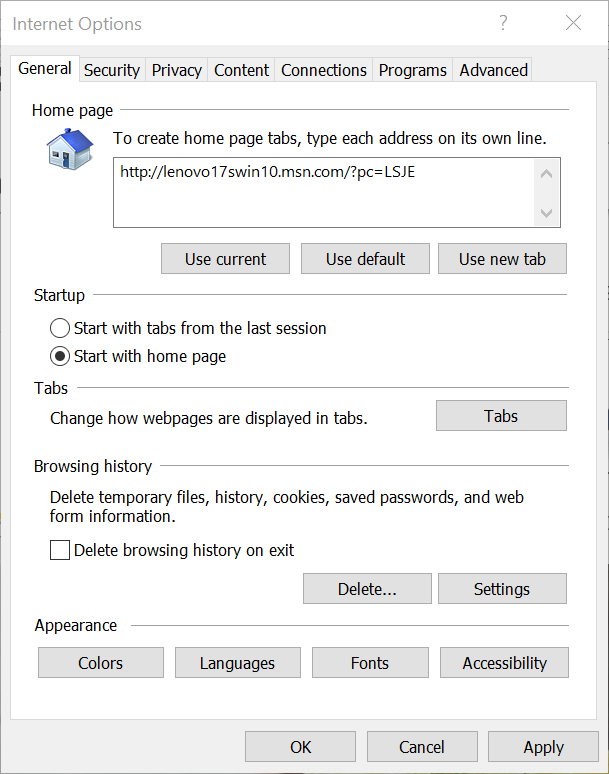 Internet Options
General Security Privacy Content Connections Programs Advanced
Home page
To create home page tabs, type each address on its own line.
http://lenovo17swin10.msn.com/?pc=LSJE
Use current Use default Use new tab
Startup
Start with tabs from the last session
Start with home page
Tabs
Change how webpages are displayed in tabs.
Tabs
Browsing history
Delete temporary files, history, cookies, saved passwords, and web
form information.
Delete browsing history on exit
Delete... Settings
Appearance
Colors Languages Fonts Accessibility
OK Cancel Apply